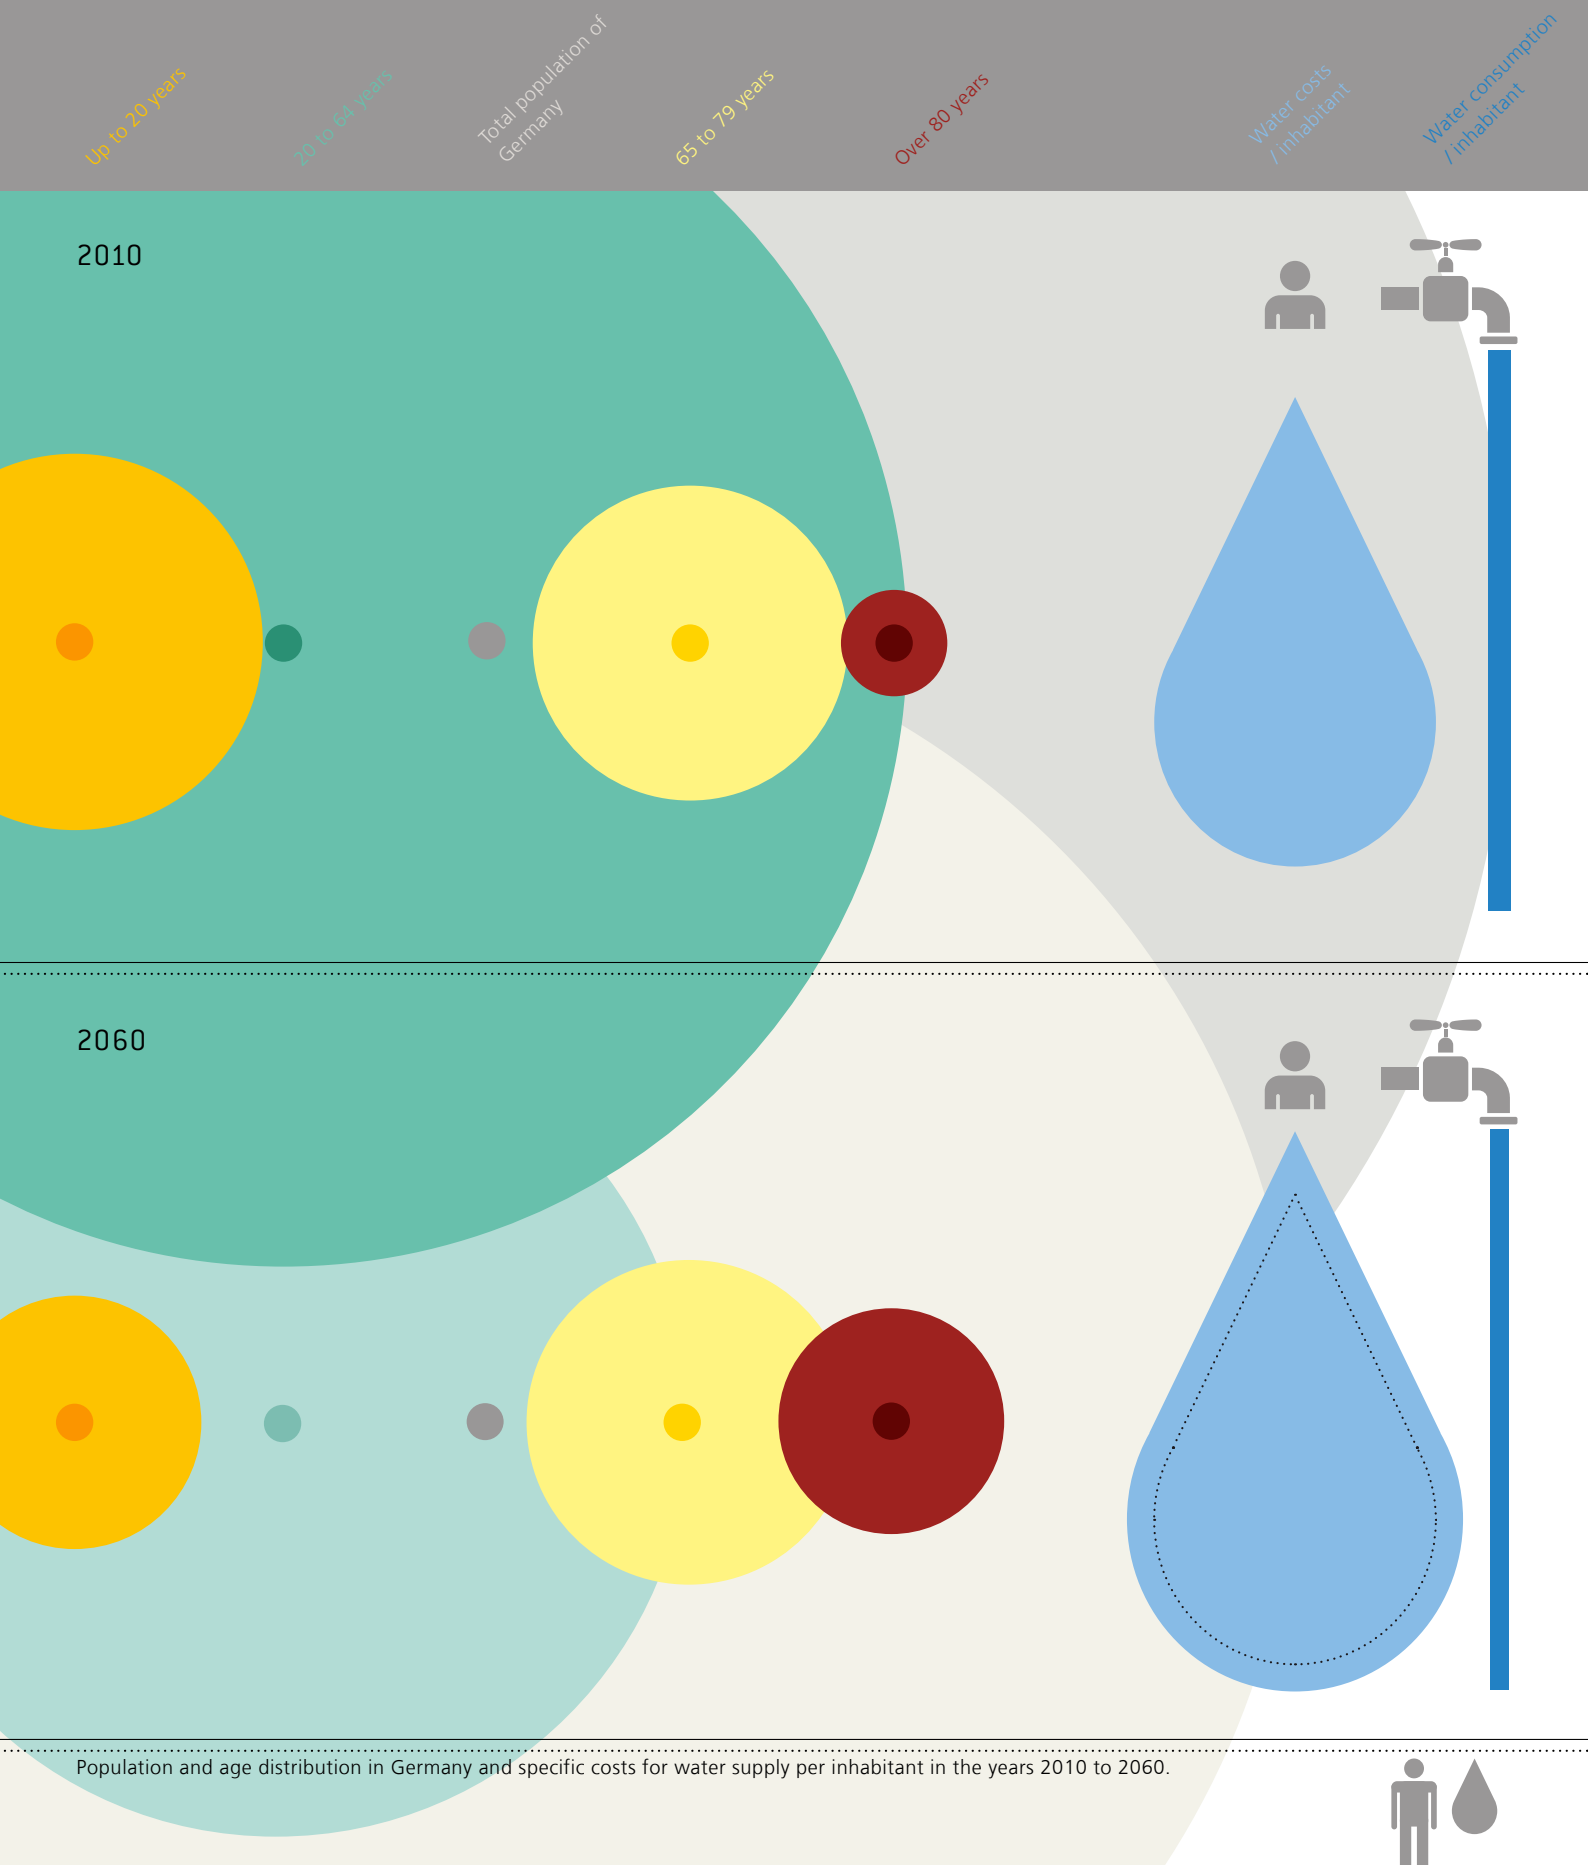 Up to 20 years
20 to 64 years
Total population of
Germany
65 to 79 years
Over 80 years
Water costs
/ inhabitant
Water consumption
/ inhabitant
2010
2060
Population and age distribution in Germany and specific costs for water supply per inhabitant in the years 2010 to 2060.